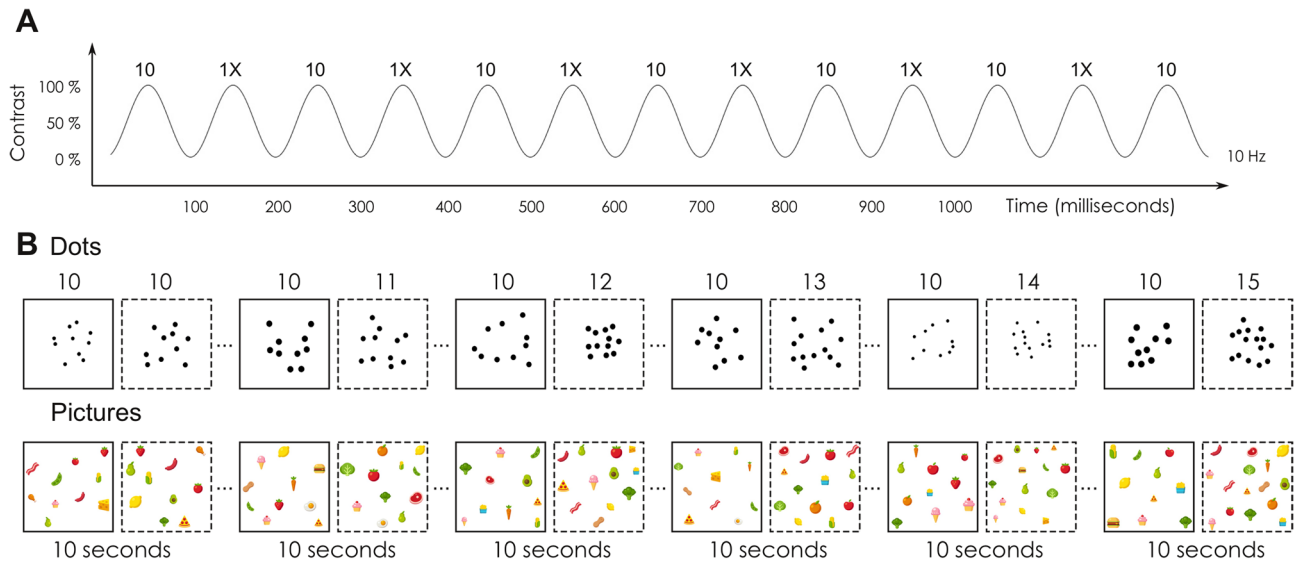 A
10 1X 10 1X 10 1X 10 1X 10 1X 10 1X 10
100 %
50 %
0 %
Contrast
10 Hz
100 200 300 400 500 600 700 800 900 1000 Time (milliseconds)
B Dots
10 10 10 11 10 12 10 13 10 14 10 15
... ... ... ... ...
Pictures
... ... ... ... ...
10 seconds 10 seconds 10 seconds 10 seconds 10 seconds 10 seconds